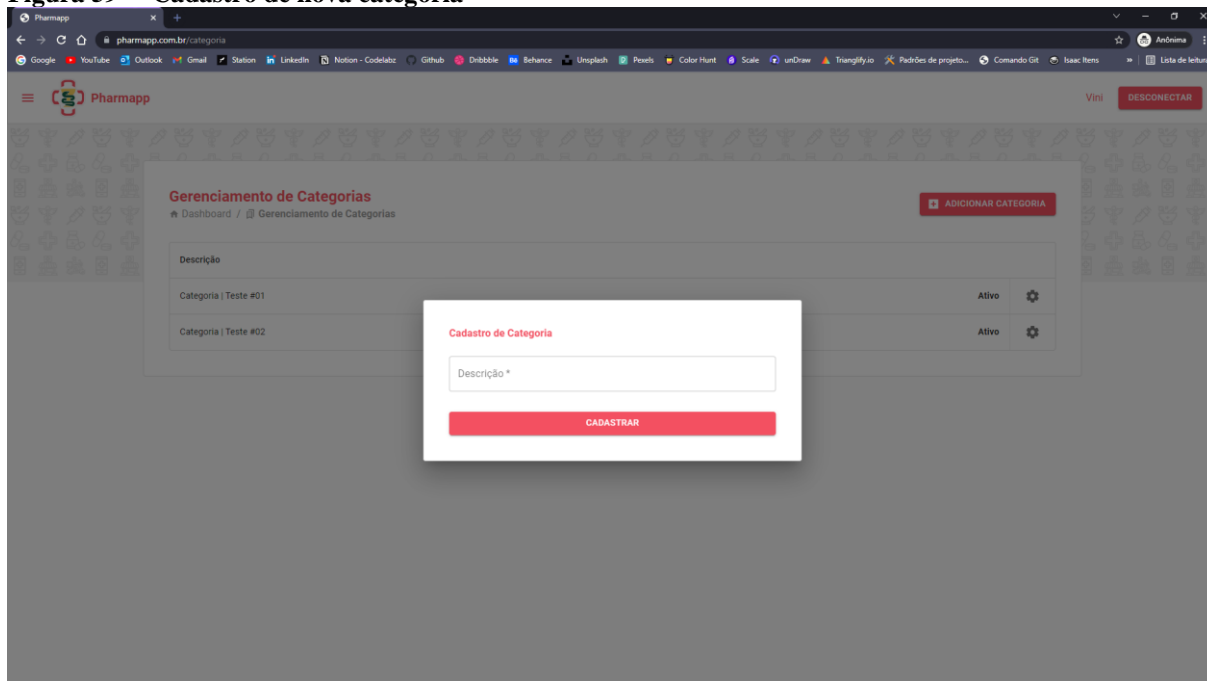 Figura 39 – Cadastro de nova categoria
Pharmapp
pharmapp.com.br/categoria
Anônima
Google YouTube Outlook Gmail Station LinkedIn Notion - Codelabz Github Dribbble Behance Unsplash Pexels Color Hunt Scale unDraw Trianglify.io Padrões de projeto... Comando Git Isaac Itens » Lista de leitura
Pharmapp
Vini DESCONECTAR
Gerenciamento de Categorias
Dashboard / Gerenciamento de Categorias
ADICIONAR CATEGORIA
Descrição
Categoria | Teste #01 Ativo
Categoria | Teste #02 Ativo
Cadastro de Categoria
Descrição *
CADASTRAR